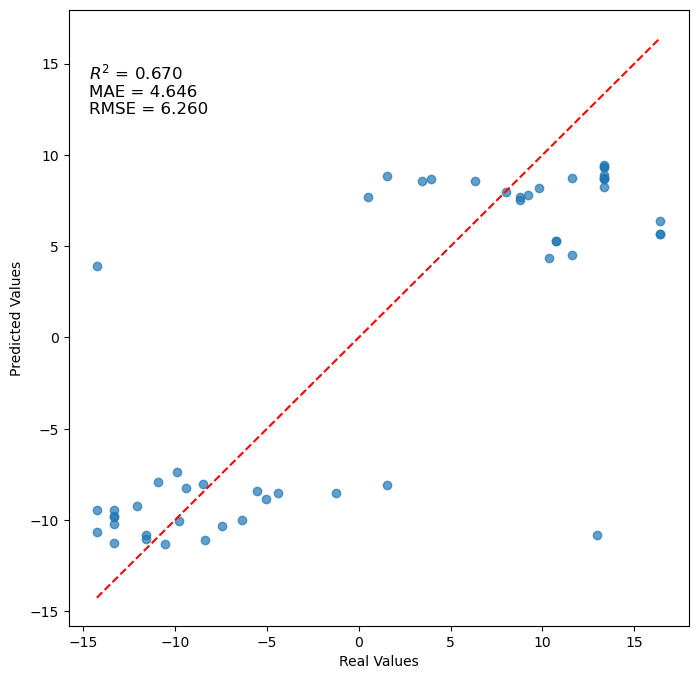 R² = 0.670
MAE = 4.646
RMSE = 6.260
15
10
5
0
−5
−10
−15
Predicted Values
−15 −10 −5 0 5 10 15
Real Values